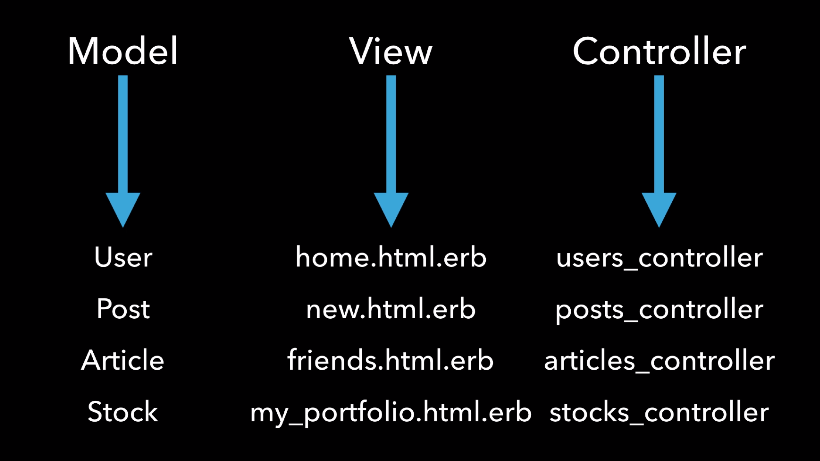 Model View Controller
User home.html.erb users_controller
Post new.html.erb posts_controller
Article friends.html.erb articles_controller
Stock my_portfolio.html.erb stocks_controller